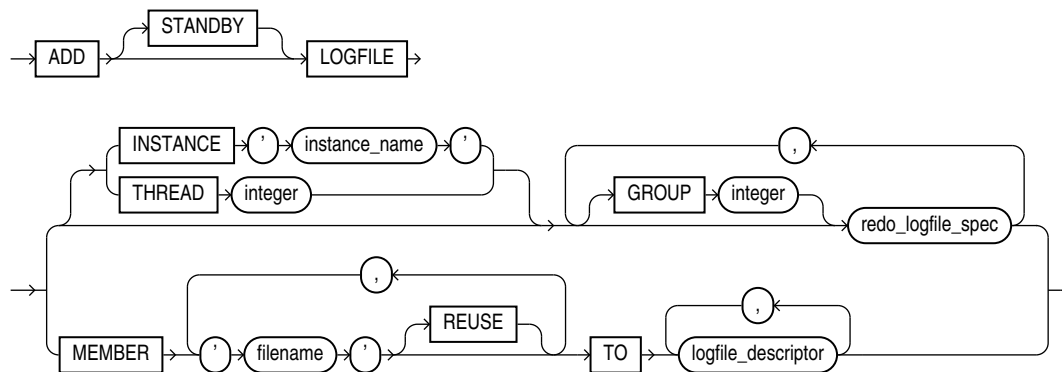 STANDBY
ADD LOGFILE
,
INSTANCE ' instance_name '
THREAD integer
GROUP integer
redo_logfile_spec
,
REUSE
,
MEMBER ' filename ' TO logfile_descriptor